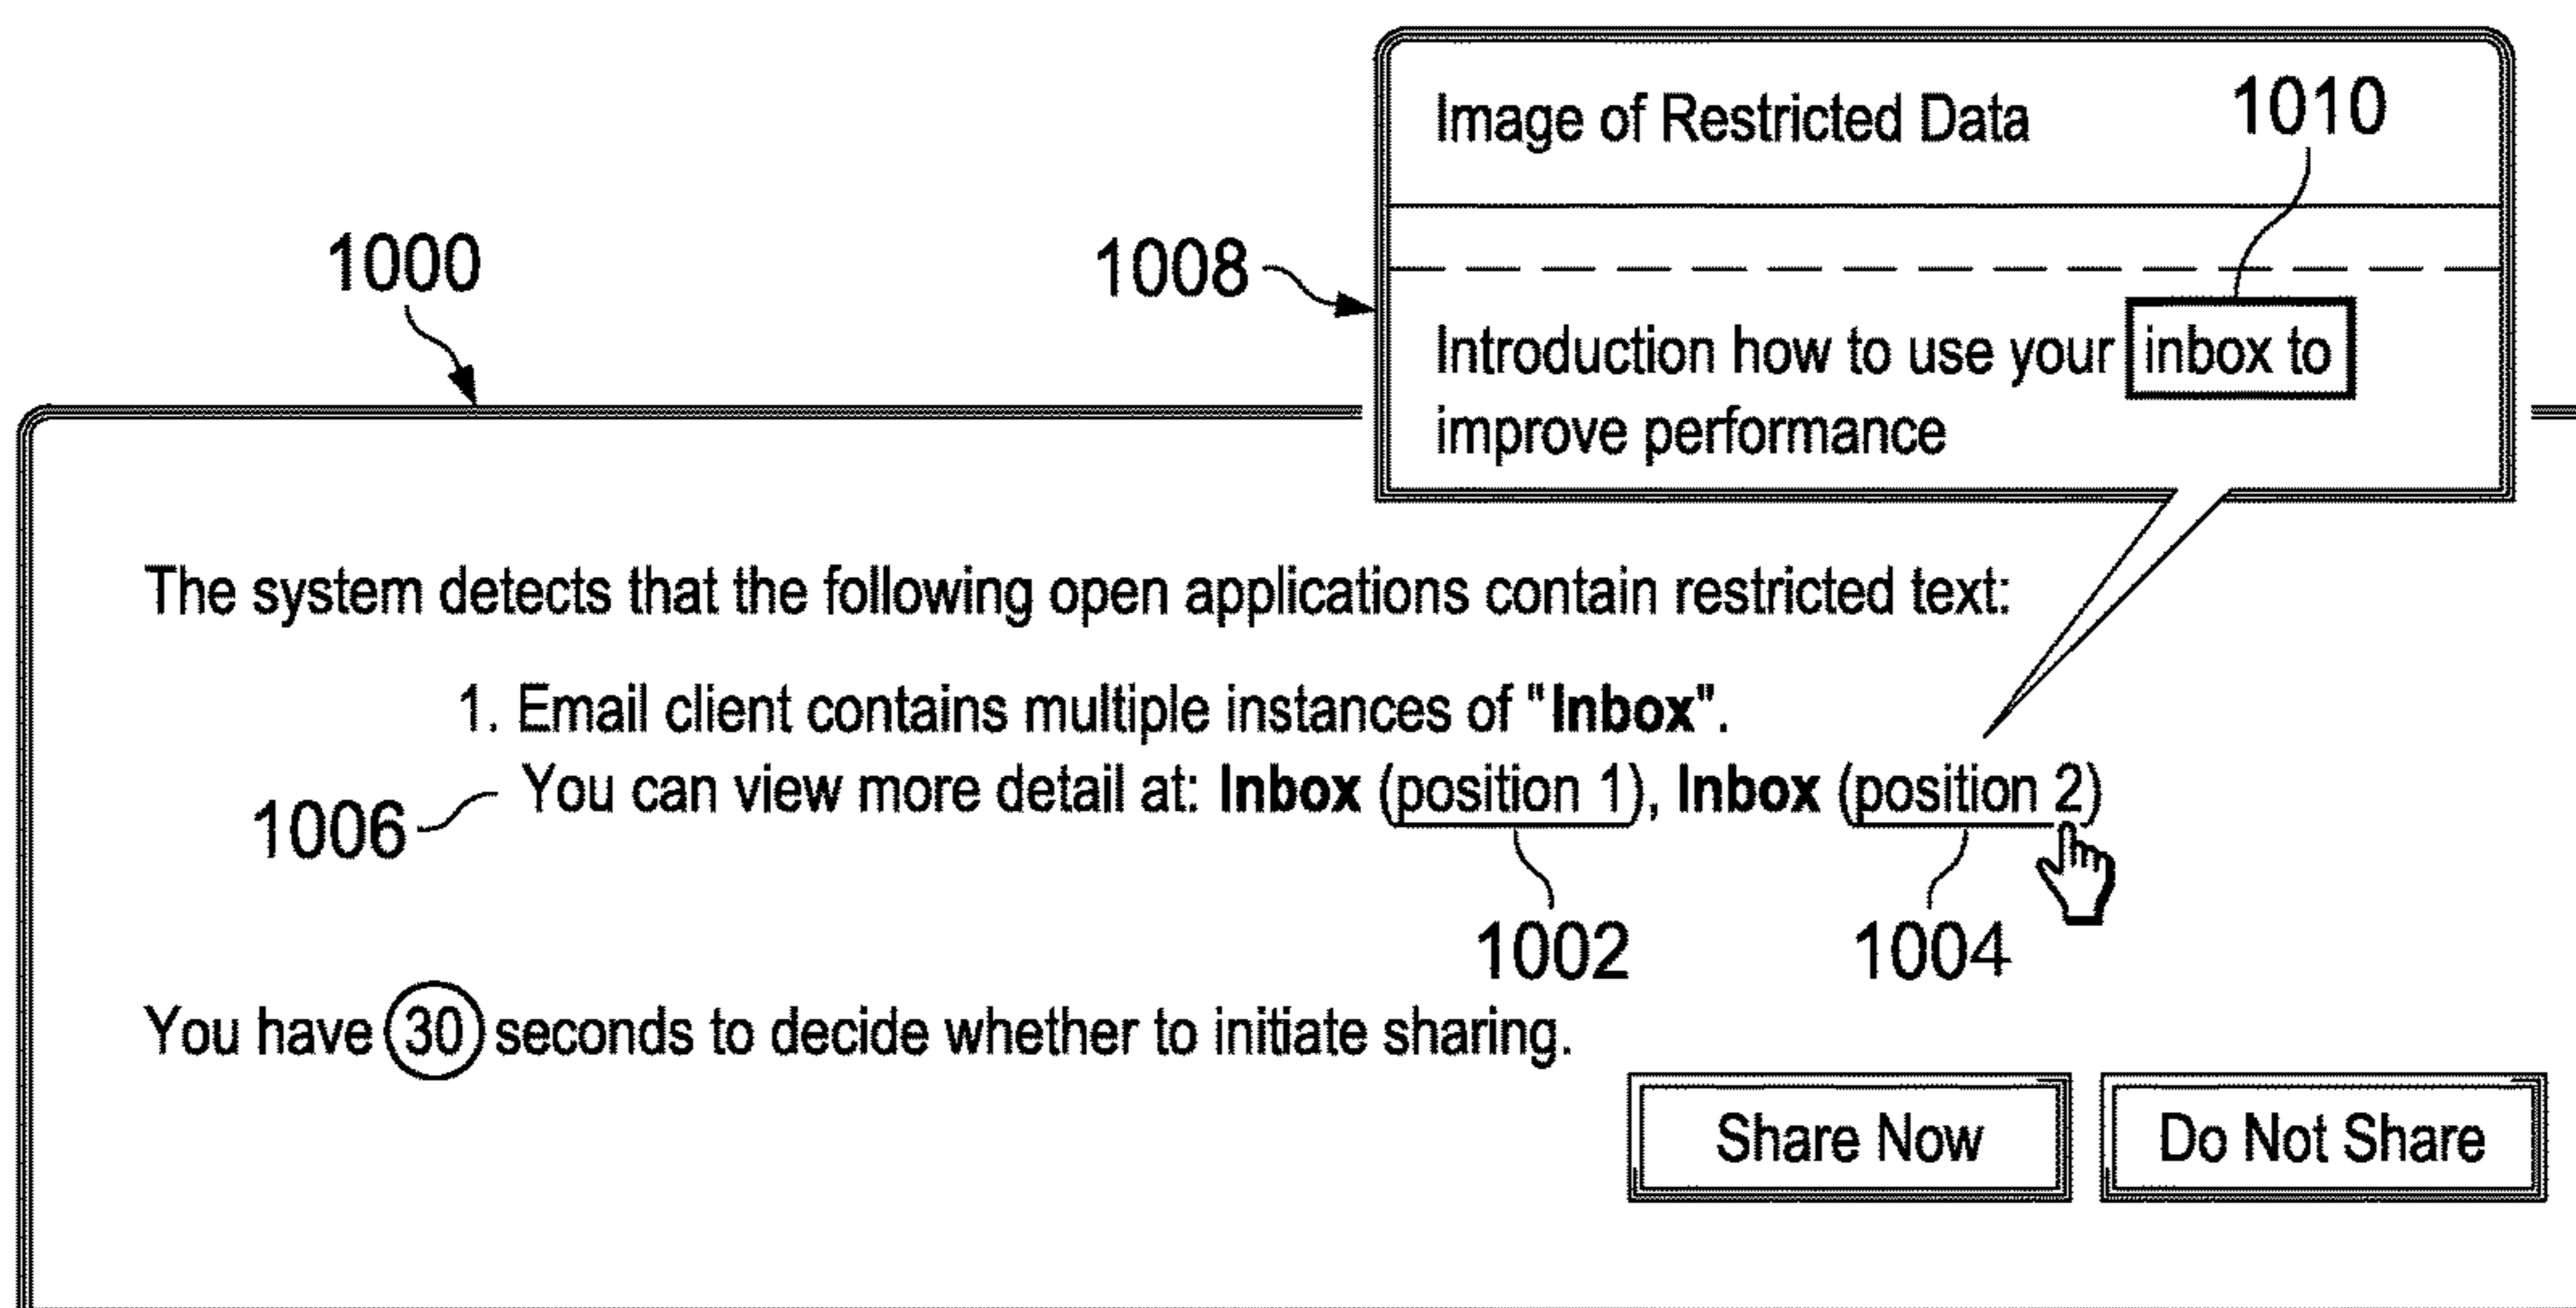 Image of Restricted Data
1010
1000
1008
Introduction how to use your inbox to
improve performance
The system detects that the following open applications contain restricted text:
1. Email client contains multiple instances of "Inbox".
You can view more detail at: Inbox (position 1), Inbox (position 2)
1006
1002
1004
You have 30 seconds to decide whether to initiate sharing.
Share Now
Do Not Share